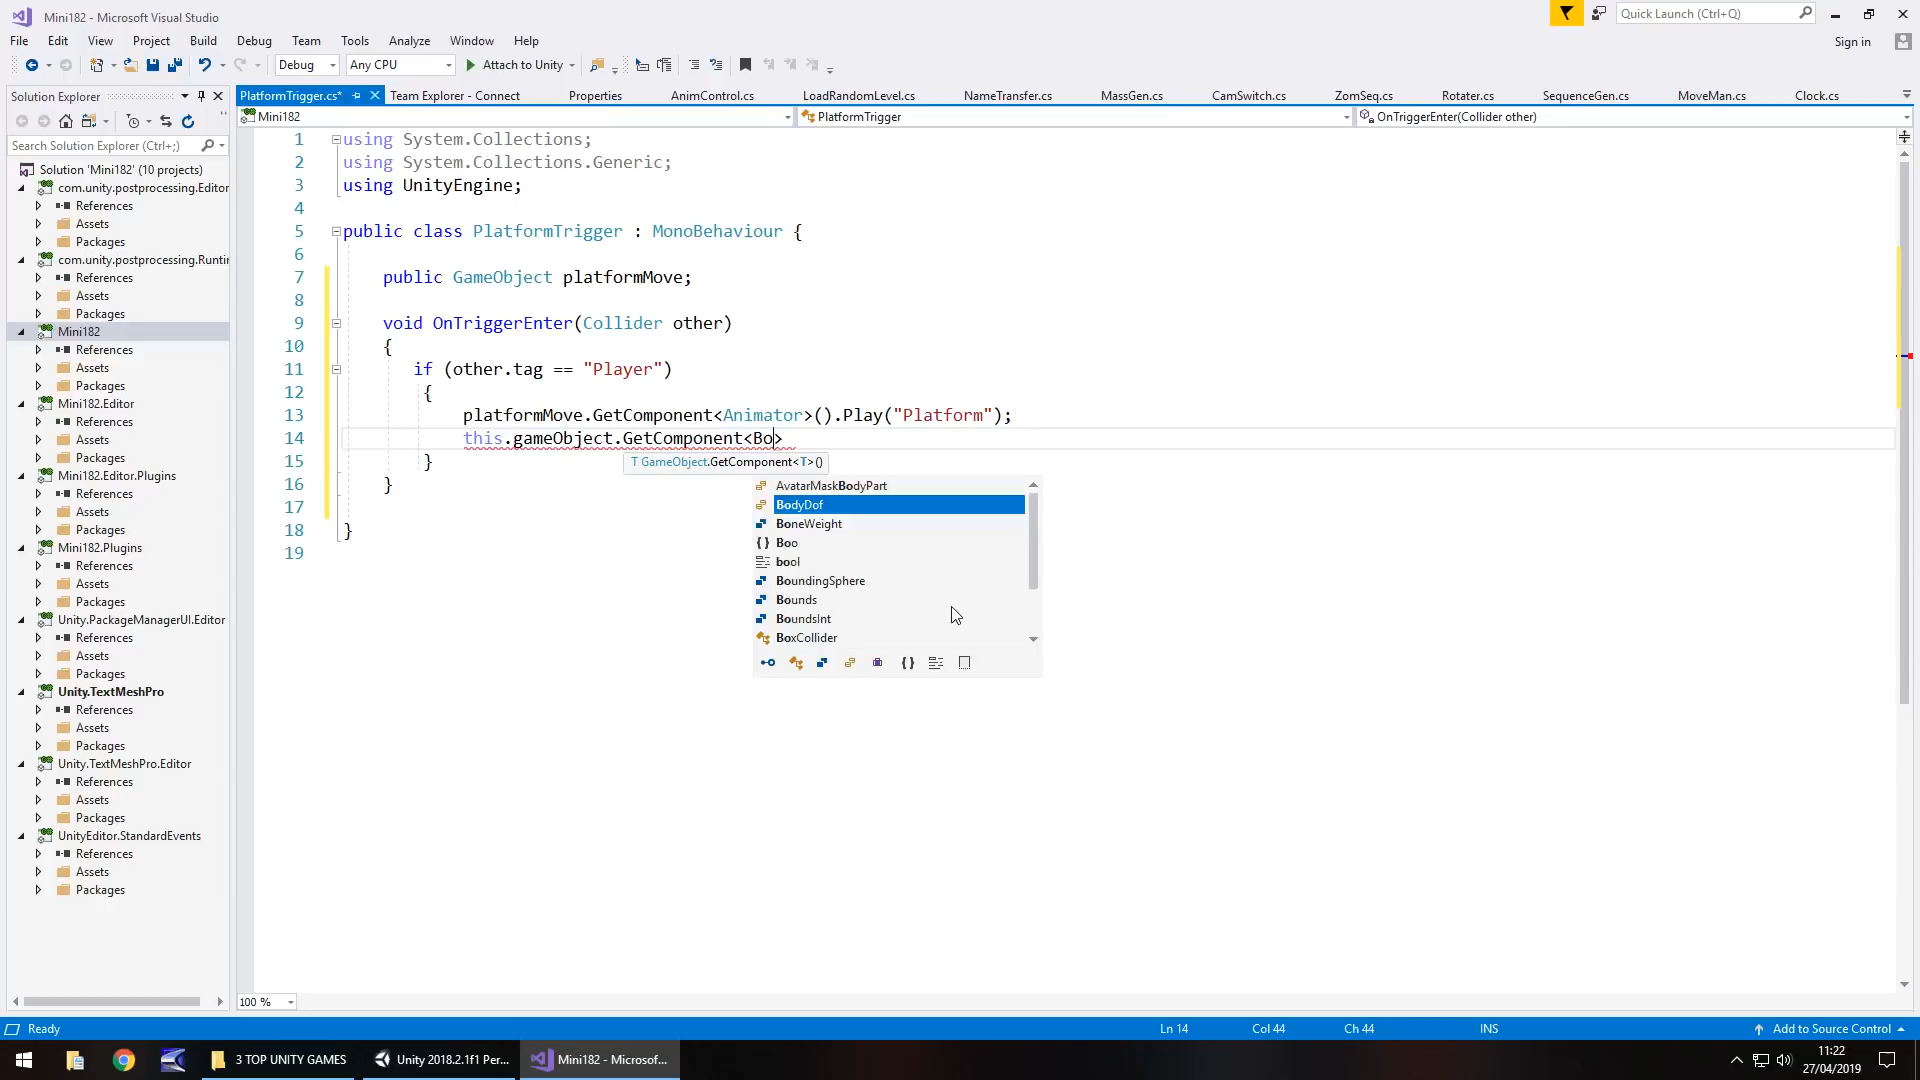 Mini182 - Microsoft Visual Studio
Quick Launch (Ctrl+Q)
File Edit View Project Build Debug Team Tools Analyze Window Help
Sign in
Debug Any CPU Attach to Unity
Solution Explorer
PlatformTrigger.cs* Team Explorer - Connect Properties AnimControl.cs LoadRandomLevel.cs NameTransfer.cs MassGen.cs CamSwitch.cs ZomSeq.cs Rotater.cs SequenceGen.cs MoveMan.cs Clock.cs
Mini182 PlatformTrigger OnTriggerEnter(Collider other)
Search Solution Explorer (Ctrl+;)
Solution 'Mini182' (10 projects)
com.unity.postprocessing.Editor
References
Assets
Packages
com.unity.postprocessing.Runtir
References
Assets
Packages
Mini182
References
Assets
Packages
Mini182.Editor
References
Assets
Packages
Mini182.Editor.Plugins
References
Assets
Packages
Mini182.Plugins
References
Assets
Packages
Unity.PackageManagerUI.Editor
References
Assets
Packages
Unity.TextMeshPro
References
Assets
Packages
Unity.TextMeshPro.Editor
References
Assets
Packages
UnityEditor.StandardEvents
References
Assets
Packages
1 using System.Collections;
2 using System.Collections.Generic;
3 using UnityEngine;
4
5 public class PlatformTrigger : MonoBehaviour {
6
7 public GameObject platformMove;
8
9 void OnTriggerEnter(Collider other)
10 {
11 if (other.tag == "Player")
12 {
13 platformMove.GetComponent<Animator>().Play("Platform");
14 this.gameObject.GetComponent<Bo>
15 }
16 }
17
18 }
19
T GameObject.GetComponent<T>()
AvatarMaskBodyPart
BodyDof
BoneWeight
{} Boo
bool
BoundingSphere
Bounds
BoundsInt
BoxCollider
{}
100 %
Ready Ln 14 Col 44 Ch 44 INS Add to Source Control
3 TOP UNITY GAMES Unity 2018.2.1f1 Per... Mini182 - Microsof...
11:22
27/04/2019